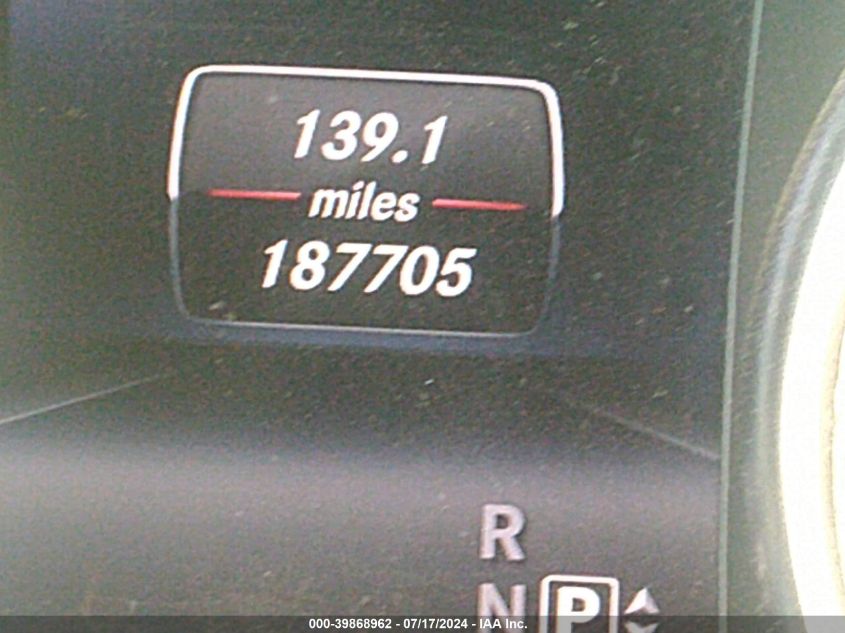 139.1
miles
187705
R
N P
000-39868962 - 07/17/2024 - IAA Inc.